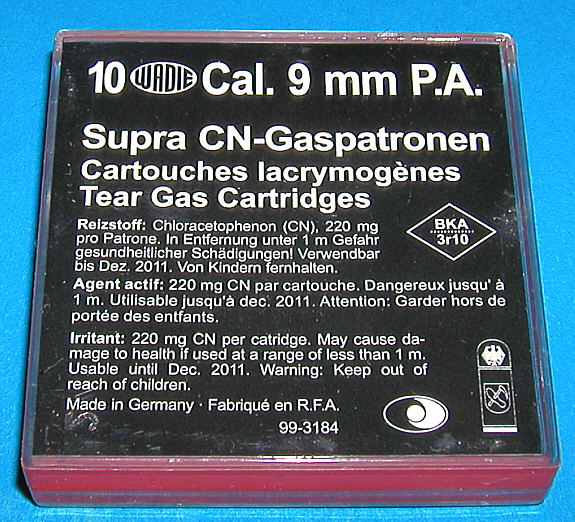 10 WADIE Cal. 9 mm P.A.
Supra CN-Gaspatronen
Cartouches lacrymogènes
Tear Gas Cartridges
Reizstoff: Chloracetophenon (CN), 220 mg
pro Patrone. In Entfernung unter 1 m Gefahr
gesundheitlicher Schädigungen! Verwendbar
bis Dez. 2011. Von Kindern fernhalten.
BKA
3r10
Agent actif: 220 mg CN par cartouche. Dangereux jusqu' à
1 m. Utilisable jusqu'à dec. 2011. Attention: Garder hors de
portée des entfants.
Irritant: 220 mg CN per catridge. May cause da-
mage to health if used at a range of less than 1 m.
Usable until Dec. 2011. Warning: Keep out of
reach of children.
Made in Germany · Fabriqué en R.F.A.
99-3184